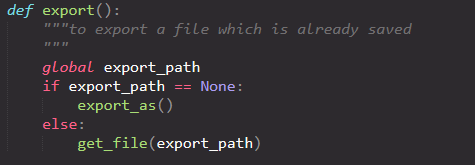 def export():
    """to export a file which is already saved
    """
    global export_path
    if export_path == None:
        export_as()
    else:
        get_file(export_path)